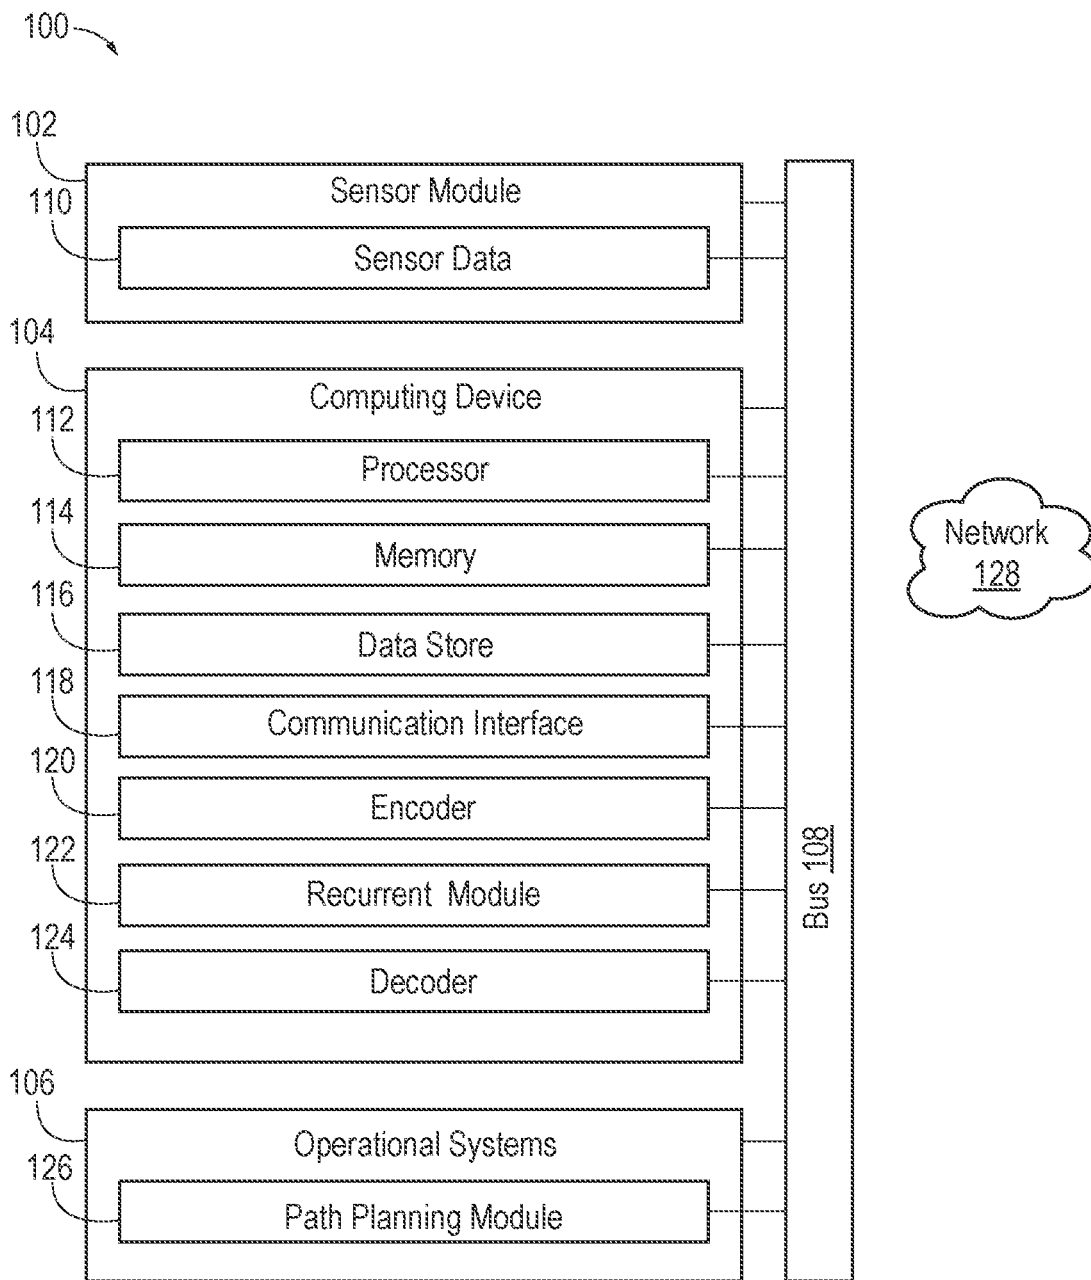 100
102
Sensor Module
110
Sensor Data
104
Computing Device
112
Processor
114
Memory
116
Data Store
118
Communication Interface
120
Encoder
122
Recurrent Module
124
Decoder
106
Operational Systems
126
Path Planning Module
Bus 108
Network
128